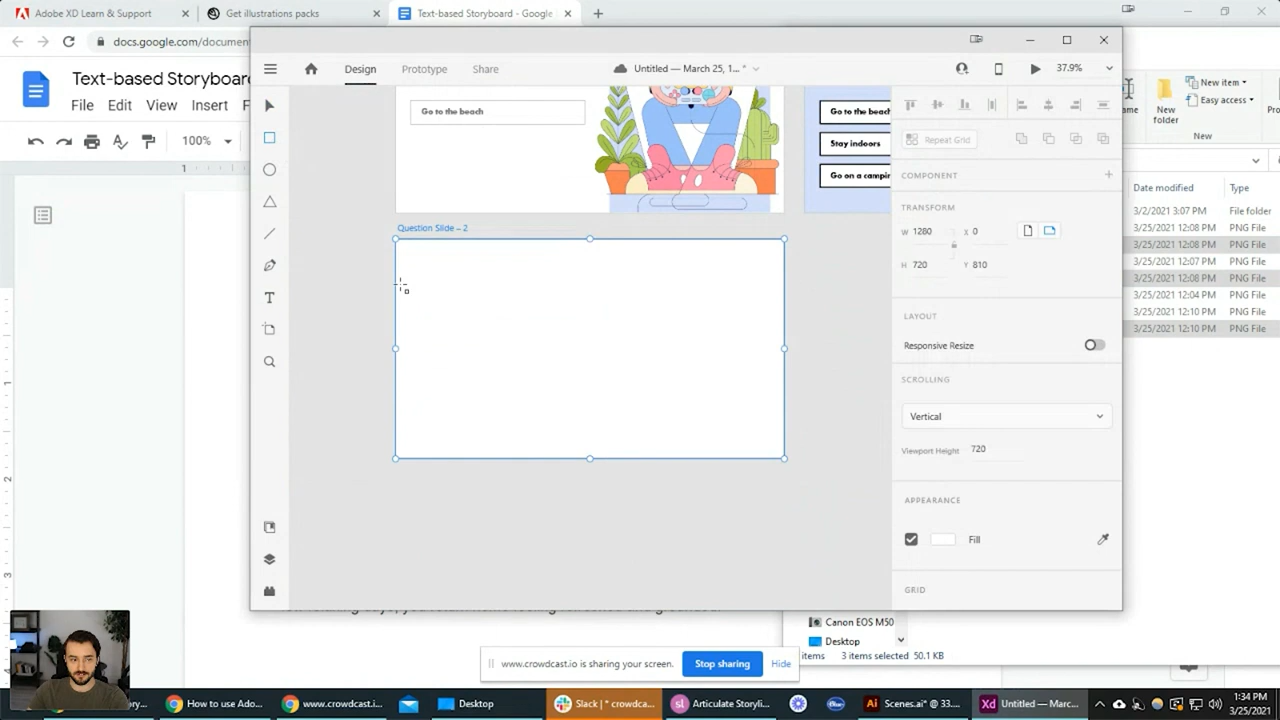 Adobe XD Learn & Support
Get illustrations packs
Text-based Storyboard - Google
docs.google.com/document
Text-based Storyboard
File Edit View Insert
100%
1
1
2
3
Design Prototype Share
Untitled — March 25, 1... *
37.9%
Go to the beach
Go to the beach
Stay indoors
Go on a campin
Question Slide – 2
Repeat Grid
COMPONENT
TRANSFORM
W 1280 X 0
H 720 Y 810
LAYOUT
Responsive Resize
SCROLLING
Vertical
Viewport Height 720
APPEARANCE
Fill
GRID
New folder
New item
Easy access
New
Date modified Type
3/2/2021 3:07 PM File folder
3/25/2021 12:08 PM PNG File
3/25/2021 12:08 PM PNG File
3/25/2021 12:07 PM PNG File
3/25/2021 12:08 PM PNG File
3/25/2021 12:04 PM PNG File
3/25/2021 12:10 PM PNG File
3/25/2021 12:10 PM PNG File
Canon EOS M50
Desktop
items 3 items selected 50.1 KB
www.crowdcast.io is sharing your screen. Stop sharing Hide
How to use Ado...
www.crowdcast.i...
Desktop
Slack | * crowdca...
Articulate Storyli...
Scenes.ai* @ 33....
Untitled — Marc...
1:34 PM
3/25/2021